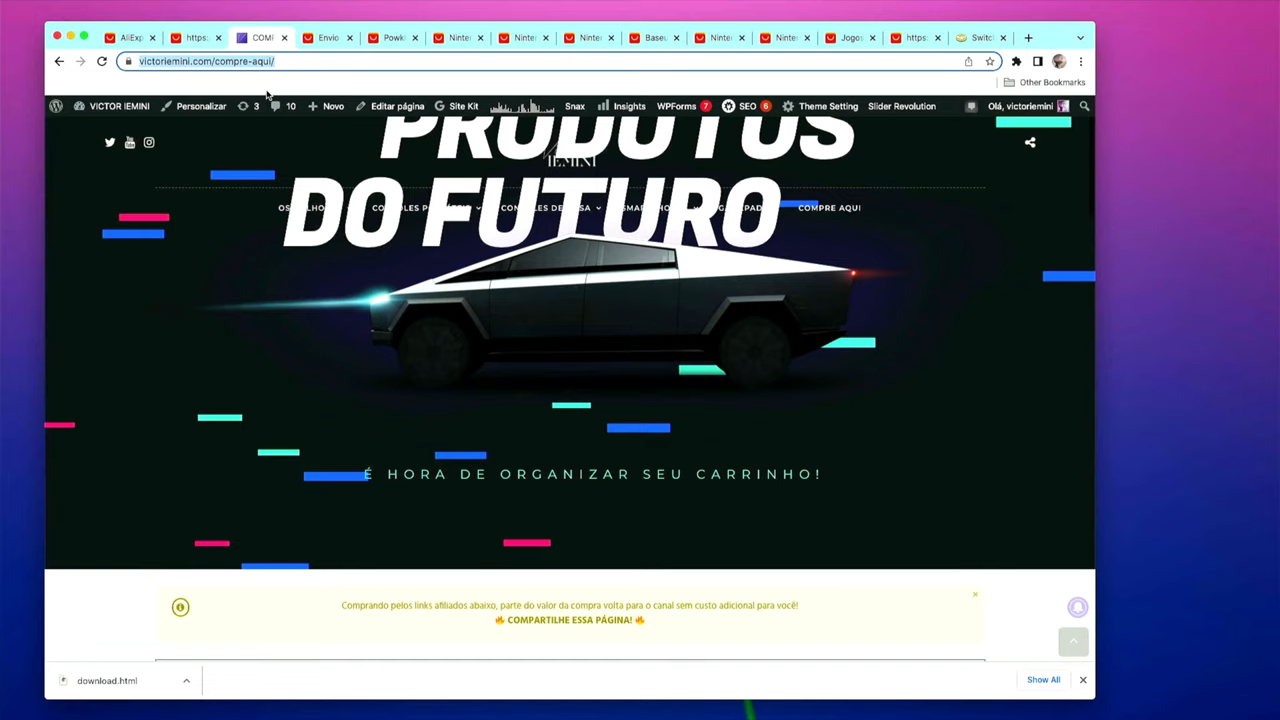 AliExp
https:
COMI
Envio
Powki
Ninte
Ninte
Ninte
Baseu
Ninte
Ninte
Jogos
https:
Switc
victoriemini.com/compre-aqui/
Other Bookmarks
VICTOR IEMINI
Personalizar
3
10
Novo
Editar página
Site Kit
Snax
Insights
WPForms 7
SEO 6
Theme Setting
Slider Revolution
Olá, victoriemini
PRODUTOS
IEMINI
COMPRE AQUI
DO FUTURO
É HORA DE ORGANIZAR SEU CARRINHO!
Comprando pelos links afiliados abaixo, parte do valor da compra volta para o canal sem custo adicional para você!
🔥 COMPARTILHE ESSA PÁGINA! 🔥
download.html
Show All